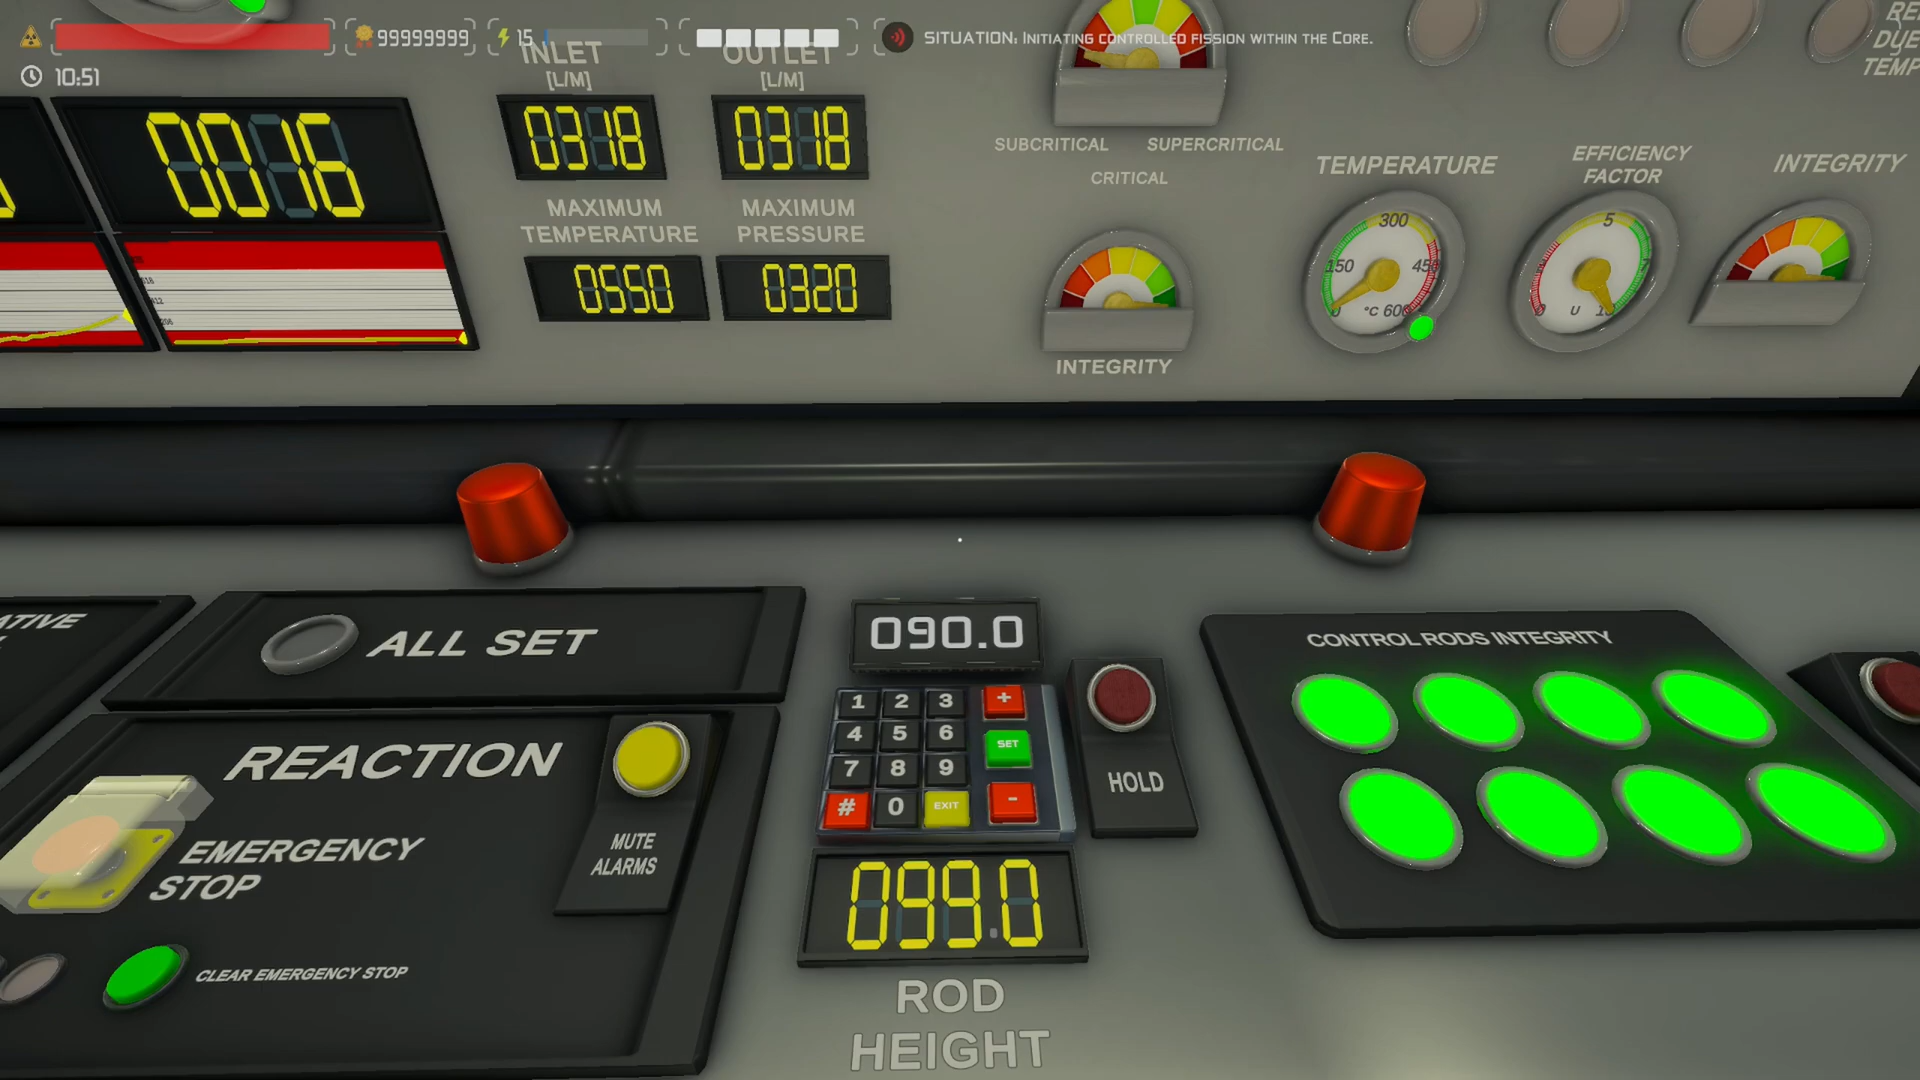 99999999
15
SITUATION: INITIATING CONTROLLED FISSION WITHIN THE CORE.
10:51
INLET
[L/M]
OUTLET
[L/M]
0016
0318
0318
SUBCRITICAL
SUPERCRITICAL
CRITICAL
MAXIMUM
TEMPERATURE
MAXIMUM
PRESSURE
0550
0320
TEMPERATURE
300
150
450
0
°C 600
EFFICIENCY
FACTOR
5
0
U
INTEGRITY
INTEGRITY
ATIVE
ALL SET
090.0
CONTROL RODS INTEGRITY
REACTION
MUTE
ALARMS
1 2 3 +
4 5 6 SET
7 8 9
# 0 EXIT -
HOLD
EMERGENCY
STOP
CLEAR EMERGENCY STOP
099.0
ROD
HEIGHT